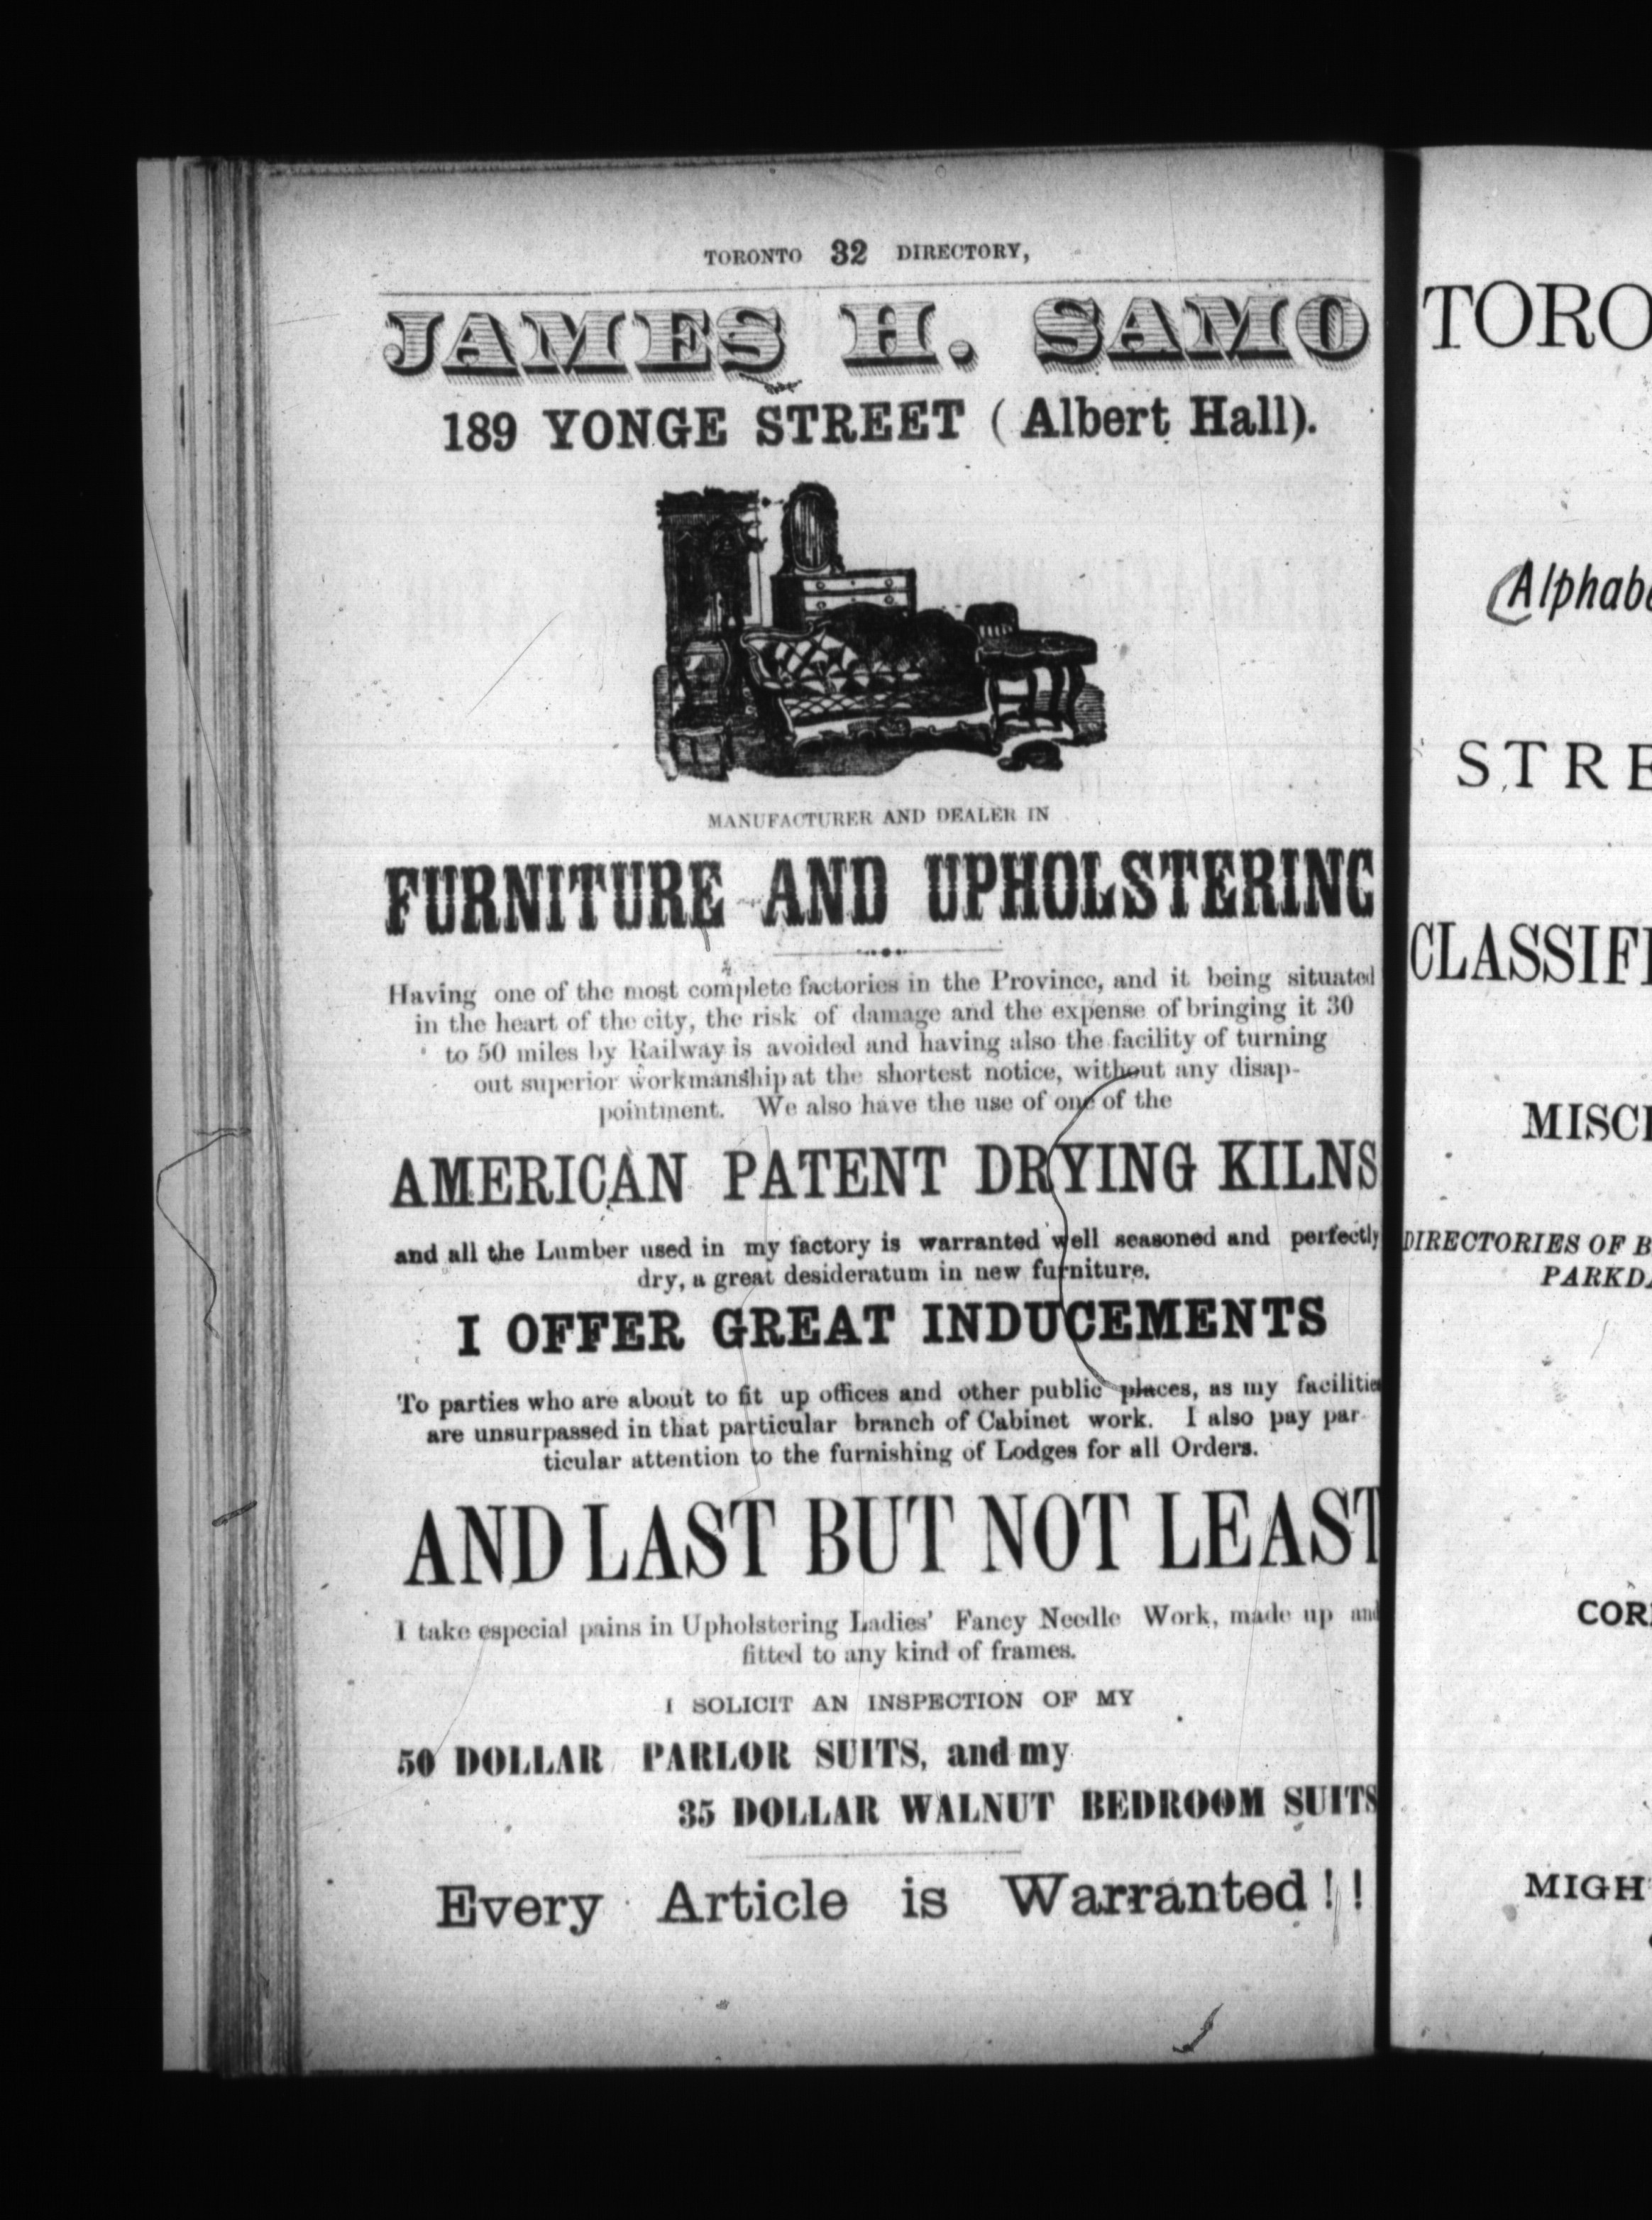 TORONTO 32 DIRECTORY,
JAMES H. SAMO
189 YONGE STREET (Albert Hall).
MANUFACTURER AND DEALER IN
FURNITURE AND UPHOLSTERING
Having one of the most complete factories in the Province, and it being situated
in the heart of the city, the risk of damage and the expense of bringing it 30
to 50 miles by Railway is avoided and having also the facility of turning
out superior workmanship at the shortest notice, without any disap-
pointment. We also have the use of one of the
AMERICAN PATENT DRYING KILNS
and all the Lumber used in my factory is warranted well seasoned and perfectly
dry, a great desideratum in new furniture.
I OFFER GREAT INDUCEMENTS
To parties who are about to fit up offices and other public places, as my facilitie
are unsurpassed in that particular branch of Cabinet work. I also pay par-
ticular attention to the furnishing of Lodges for all Orders.
AND LAST BUT NOT LEAST
I take especial pains in Upholstering Ladies' Fancy Needle Work, made up and
fitted to any kind of frames.
I SOLICIT AN INSPECTION OF MY
50 DOLLAR PARLOR SUITS, and my
35 DOLLAR WALNUT BEDROOM SUITS
Every Article is Warranted!!
TORO
Alphab
STRE
CLASSIF
MISC
DIRECTORIES OF B
PARKD
COR
MIGH